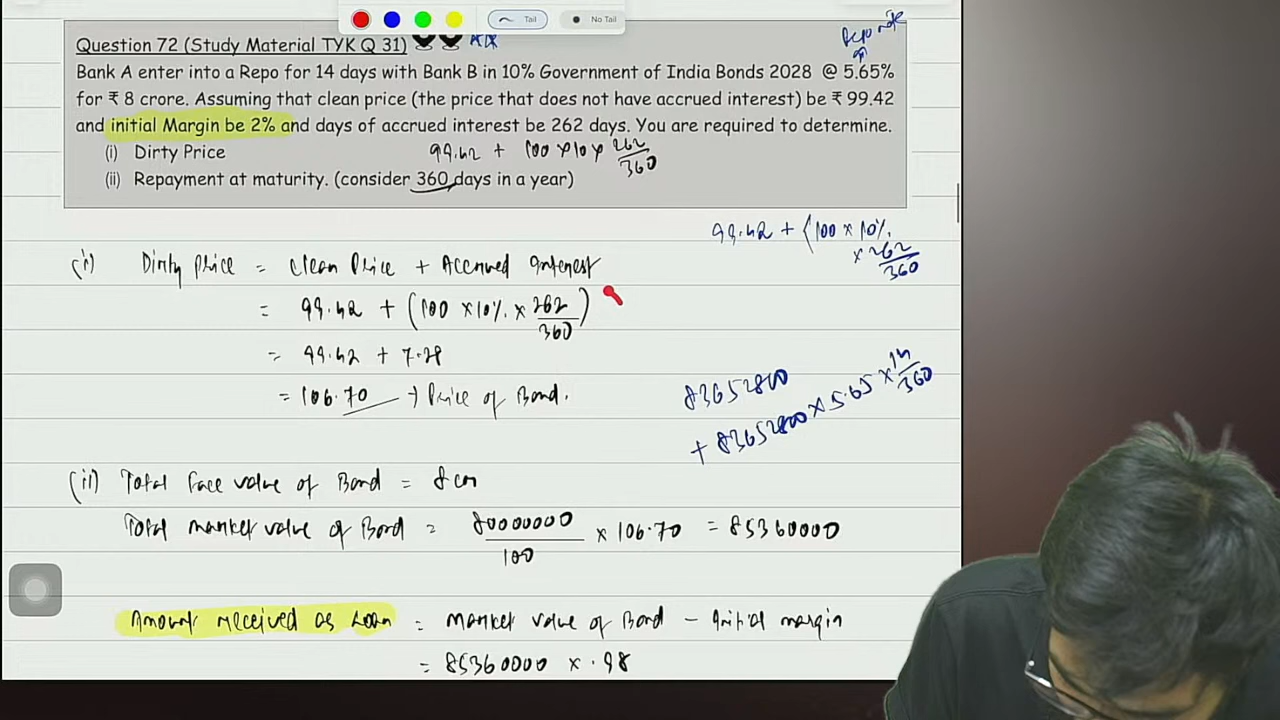 Tail No Tail
Question 72 (Study Material TYK Q 31)
Repo rate
Bank A enter into a Repo for 14 days with Bank B in 10% Government of India Bonds 2028 @ 5.65%
for ₹ 8 crore. Assuming that clean price (the price that does not have accrued interest) be ₹ 99.42
and initial Margin be 2% and days of accrued interest be 262 days. You are required to determine.
(i) Dirty Price
99.42 + 100 × 10 × 262/360
(ii) Repayment at maturity. (consider 360 days in a year)
99.42 + (100 × 10%
× 262/360
(i) Dirty Price = Clean Price + Accrued Interest
= 99.42 + (100 × 10% × 262/360)
= 99.42 + 7.28
= 106.70 → Price of Bond.
83652800
+ 83652800 × 5.65 × 14/360
(ii) Total Face value of Bond = 8 cr
Total market value of Bond = 80000000/100 × 106.70 = 85360000
Amount received as Loan = Market value of Bond - Initial margin
= 85360000 × .98